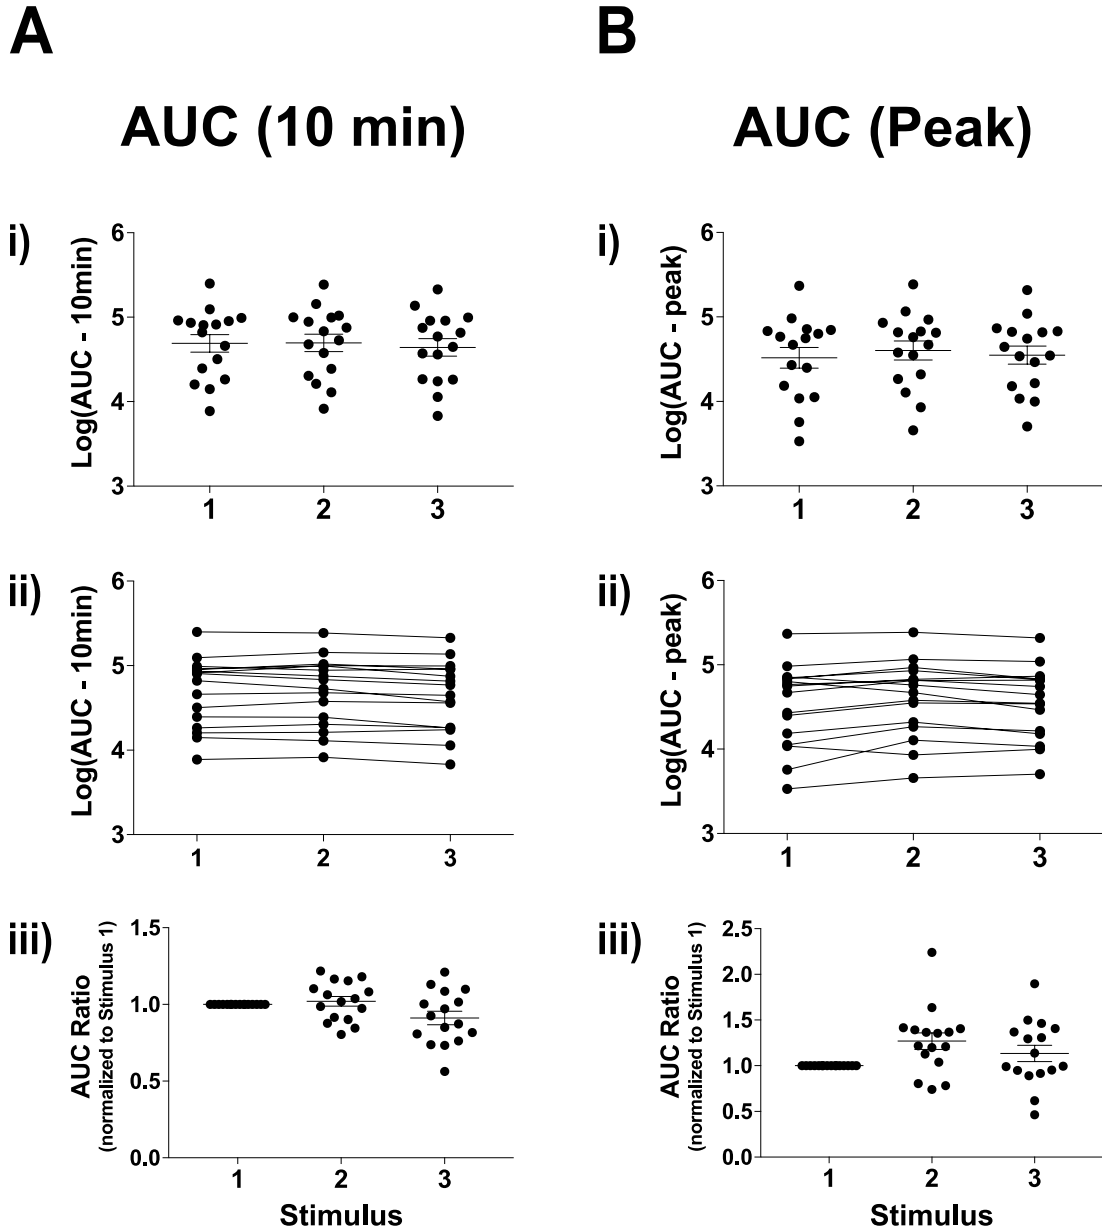 A
B
AUC (10 min)
AUC (Peak)
i)
Log(AUC - 10min)
6
5
4
3
1 2 3
i)
Log(AUC - peak)
6
5
4
3
1 2 3
ii)
Log(AUC - 10min)
6
5
4
3
1 2 3
ii)
Log(AUC - peak)
6
5
4
3
1 2 3
iii)
AUC Ratio
(normalized to Stimulus 1)
1.5
1.0
0.5
0.0
1 2 3
Stimulus
iii)
AUC Ratio
(normalized to Stimulus 1)
2.5
2.0
1.5
1.0
0.5
0.0
1 2 3
Stimulus